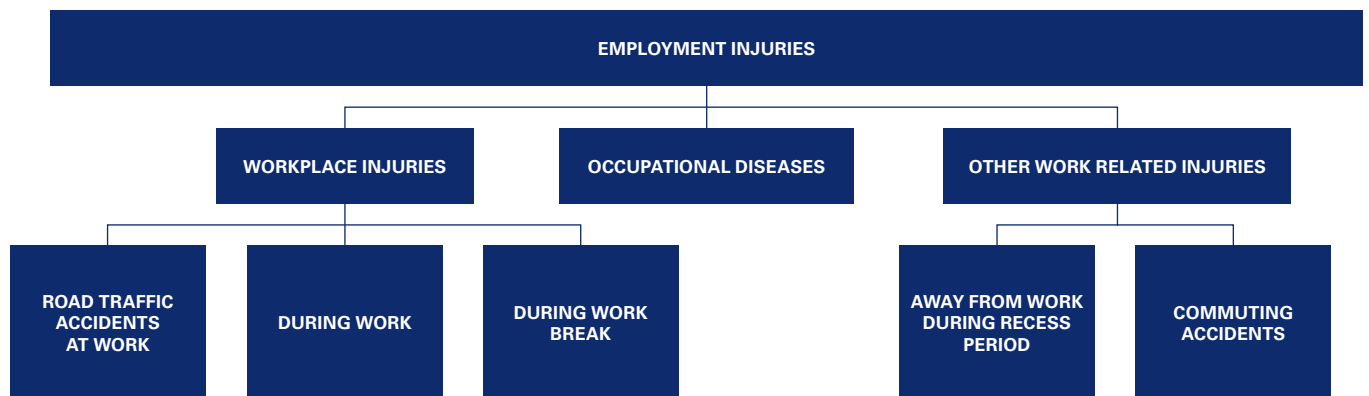 EMPLOYMENT INJURIES
WORKPLACE INJURIES
OCCUPATIONAL DISEASES
OTHER WORK RELATED INJURIES
ROAD TRAFFIC
ACCIDENTS
AT WORK
DURING WORK
DURING WORK
BREAK
AWAY FROM WORK
DURING RECESS
PERIOD
COMMUTING
ACCIDENTS